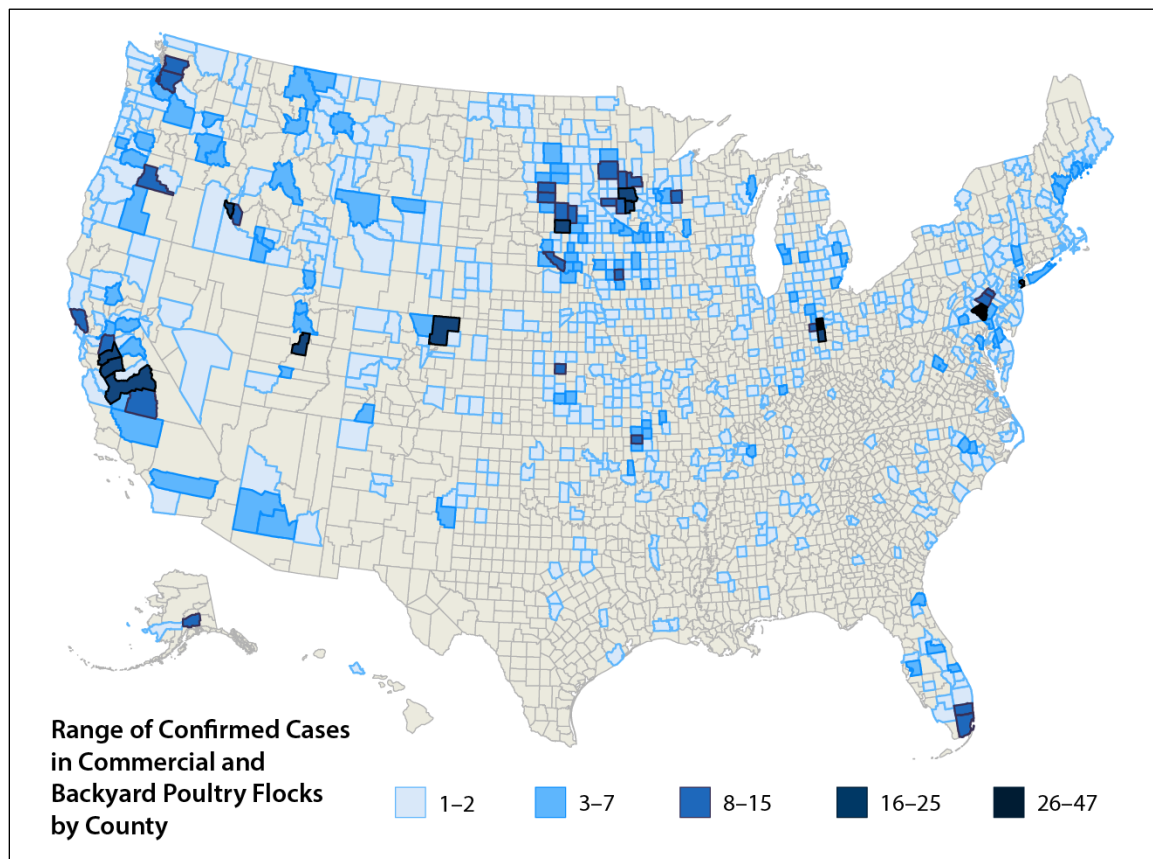 Range of Confirmed Cases
in Commercial and
Backyard Poultry Flocks
by County
1–2
3–7
8–15
16–25
26–47